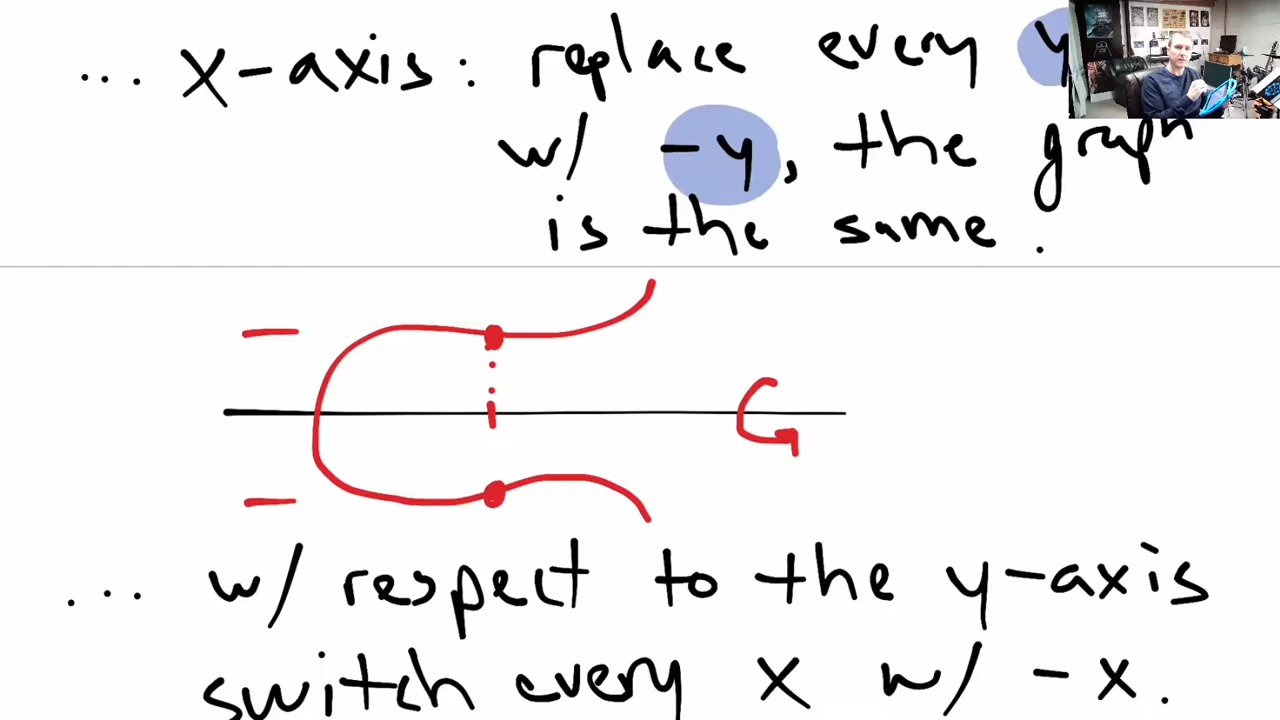 ... x-axis: replace every y
w/ -y, the graph
is the same.
... w/ respect to the y-axis
switch every x w/ -x.